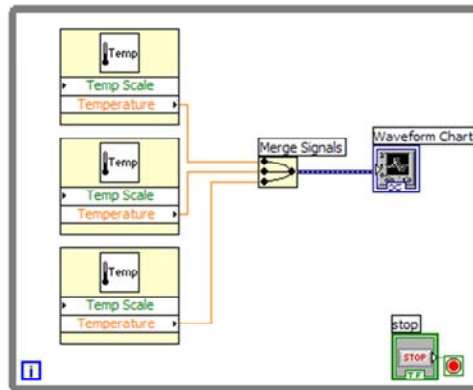 Temp
Temp Scale
Temperature
Temp
Temp Scale
Temperature
Temp
Temp Scale
Temperature
Merge Signals
Waveform Chart
stop
STOP
TF
i